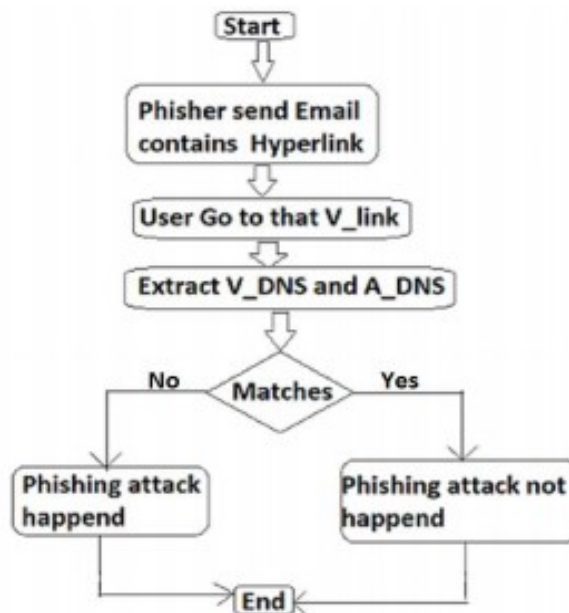 Start
Phisher send Email
contains Hyperlink
User Go to that V_link
Extract V_DNS and A_DNS
No
Matches
Yes
Phishing attack
happend
Phishing attack not
happend
End